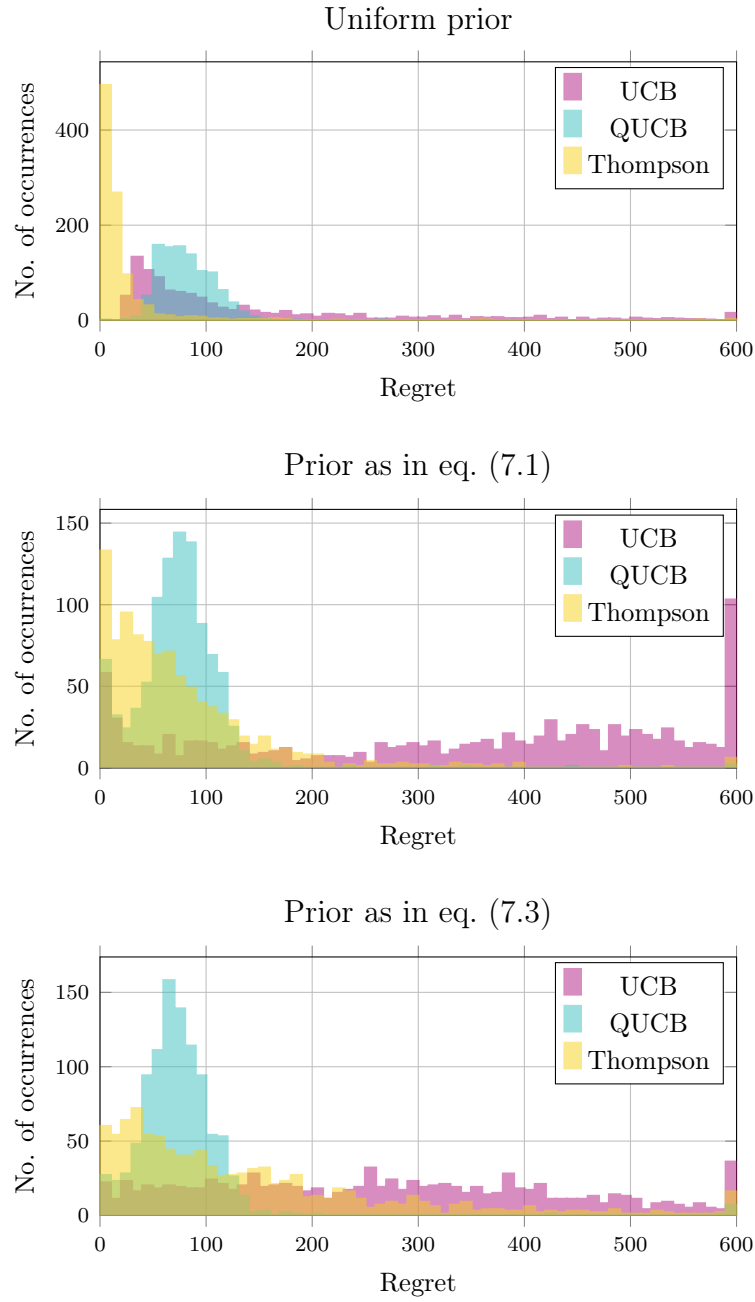 Uniform prior
UCB
QUCB
Thompson
No. of occurrences
400
200
0
0 100 200 300 400 500 600
Regret
Prior as in eq. (7.1)
UCB
QUCB
Thompson
No. of occurrences
150
100
50
0
0 100 200 300 400 500 600
Regret
Prior as in eq. (7.3)
UCB
QUCB
Thompson
No. of occurrences
150
100
50
0
0 100 200 300 400 500 600
Regret